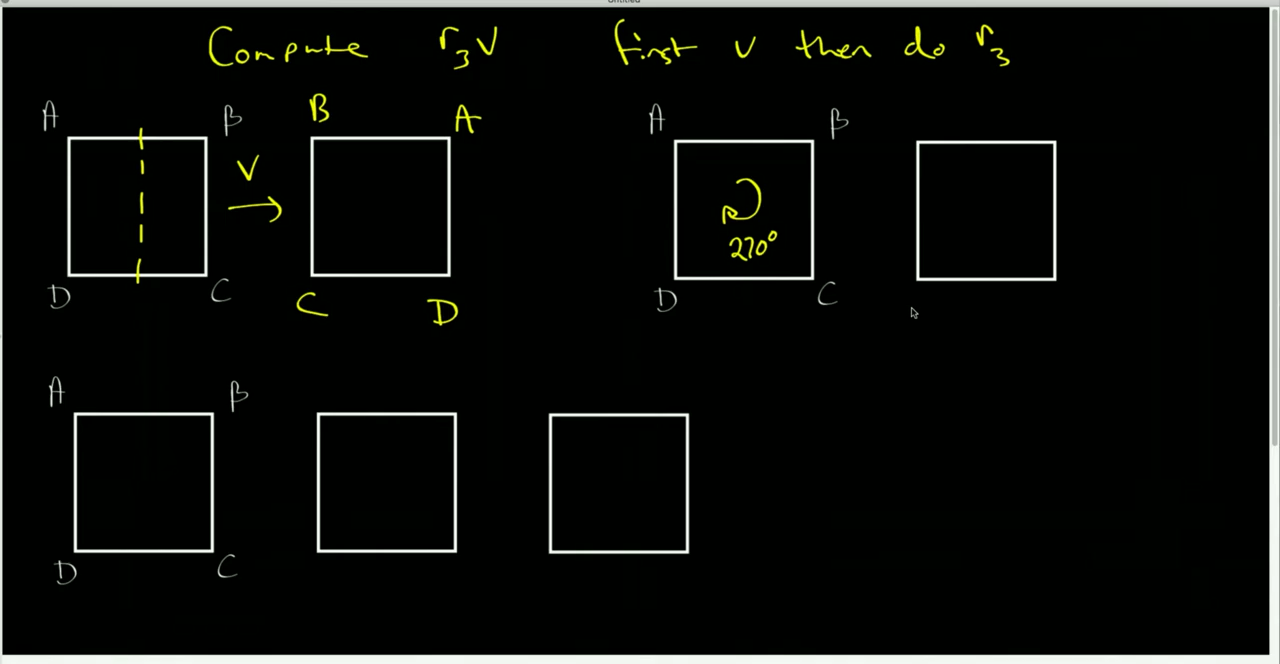 Compute r₃V first v then do r₃
A B B A A B
V
270°
D C C D D C
A B
D C